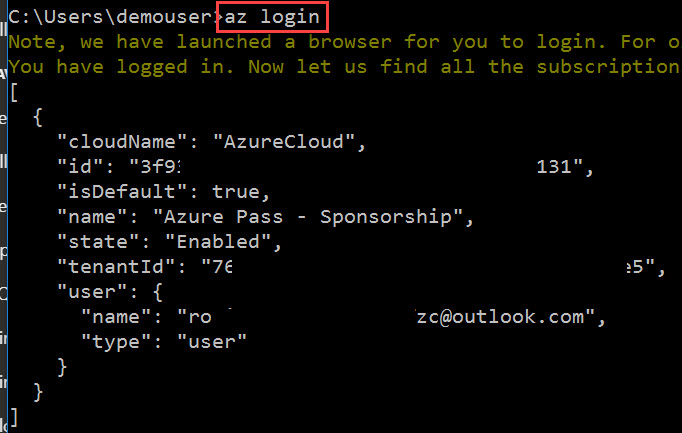 C:\Users\demouser>az login
Note, we have launched a browser for you to login. For o
You have logged in. Now let us find all the subscription
[
  {
    "cloudName": "AzureCloud",
    "id": "3f93 131",
    "isDefault": true,
    "name": "Azure Pass - Sponsorship",
    "state": "Enabled",
    "tenantId": "76 e5",
    "user": {
      "name": "ro zc@outlook.com",
      "type": "user"
    }
  }
]